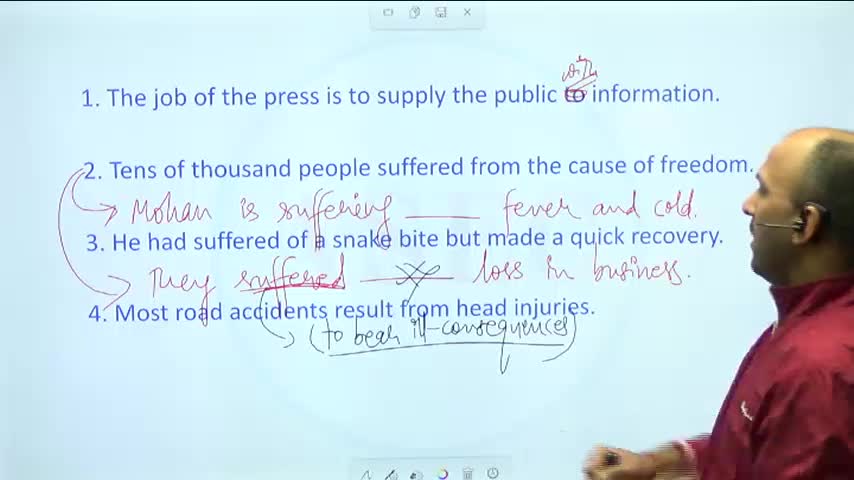 with
1. The job of the press is to supply the public to information.
2. Tens of thousand people suffered from the cause of freedom.
Mohan is suffering ____ fever and cold.
3. He had suffered of a snake bite but made a quick recovery.
They suffered ____ loss in business.
4. Most road accidents result from head injuries.
(to bear ill-consequences)